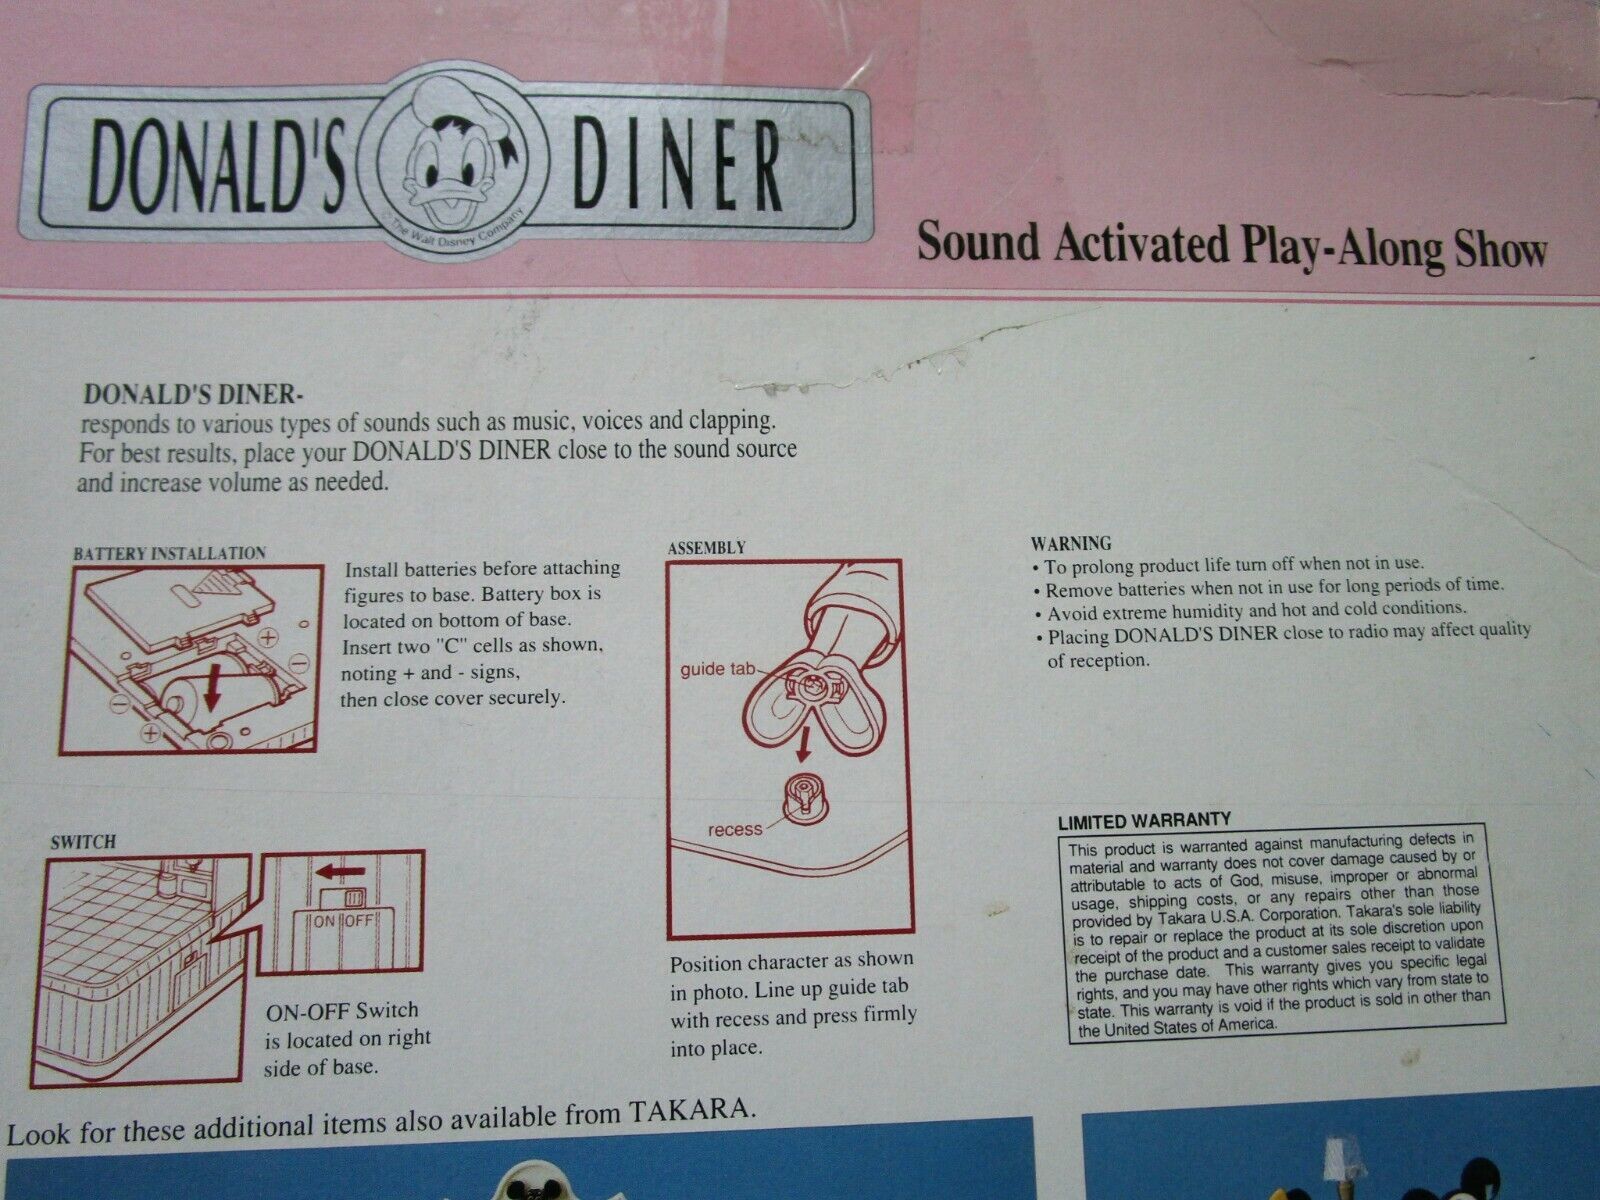 DONALD'S DINER
© The Walt Disney Company
Sound Activated Play-Along Show
DONALD'S DINER-
responds to various types of sounds such as music, voices and clapping.
For best results, place your DONALD'S DINER close to the sound source
and increase volume as needed.
BATTERY INSTALLATION
+
-
-
+
Install batteries before attaching
figures to base. Battery box is
located on bottom of base.
Insert two "C" cells as shown,
noting + and - signs,
then close cover securely.
SWITCH
ON OFF
ON-OFF Switch
is located on right
side of base.
ASSEMBLY
guide tab
recess
Position character as shown
in photo. Line up guide tab
with recess and press firmly
into place.
WARNING
• To prolong product life turn off when not in use.
• Remove batteries when not in use for long periods of time.
• Avoid extreme humidity and hot and cold conditions.
• Placing DONALD'S DINER close to radio may affect quality
of reception.
LIMITED WARRANTY
This product is warranted against manufacturing defects in
material and warranty does not cover damage caused by or
attributable to acts of God, misuse, improper or abnormal
usage, shipping costs, or any repairs other than those
provided by Takara U.S.A. Corporation. Takara's sole liability
is to repair or replace the product at its sole discretion upon
receipt of the product and a customer sales receipt to validate
the purchase date. This warranty gives you specific legal
rights, and you may have other rights which vary from state to
state. This warranty is void if the product is sold in other than
the United States of America.
Look for these additional items also available from TAKARA.